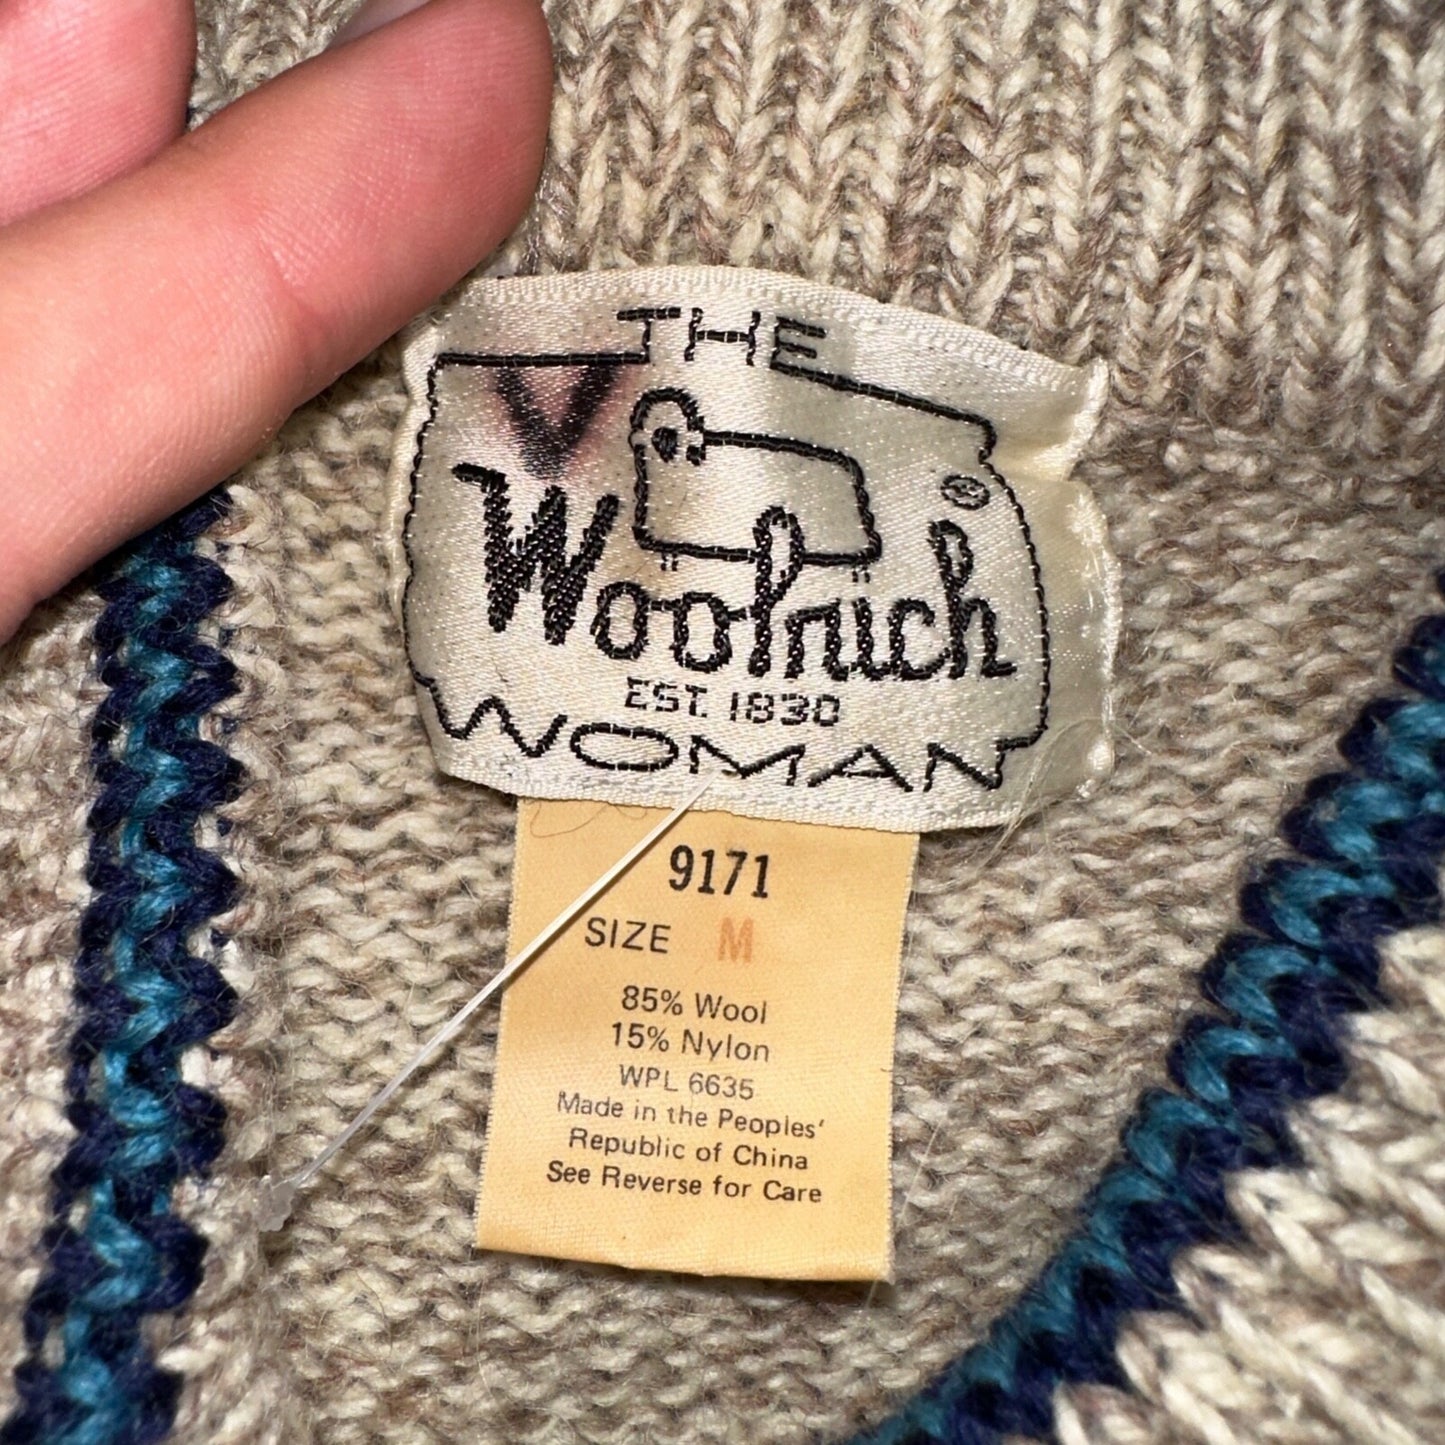 THE
V
Woolrich ®
EST. 1830
WOMAN
9171
SIZE M
85% Wool
15% Nylon
WPL 6635
Made in the Peoples'
Republic of China
See Reverse for Care